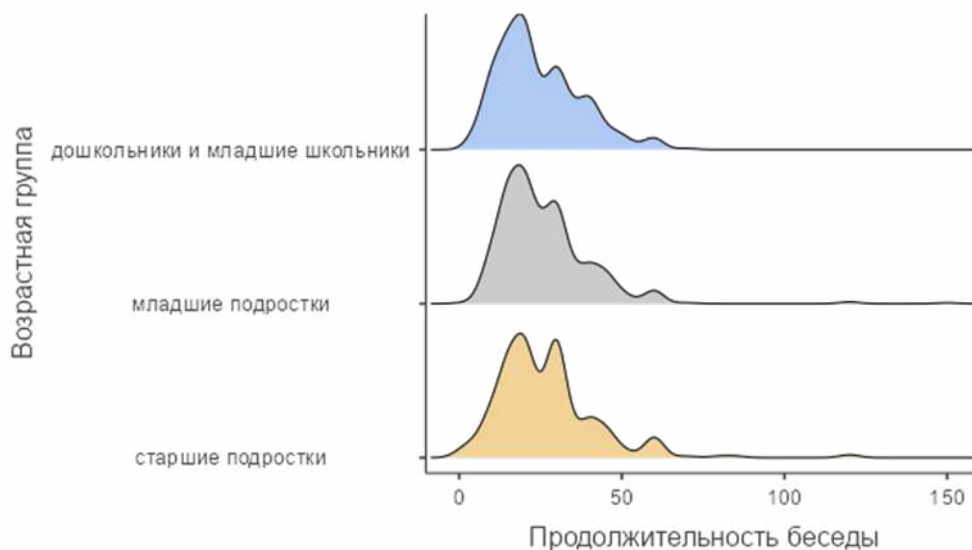 Возрастная группа
дошкольники и младшие школьники
младшие подростки
старшие подростки
0 50 100 150
Продолжительность беседы